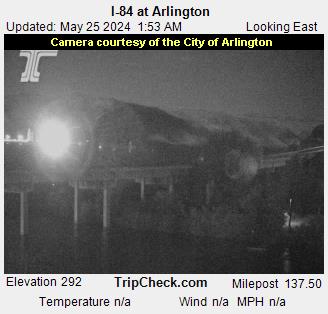 I-84 at Arlington
Updated: May 25 2024 1:53 AM Looking East
Camera courtesy of the City of Arlington
Elevation 292 TripCheck.com Milepost 137.50
Temperature n/a Wind n/a MPH n/a